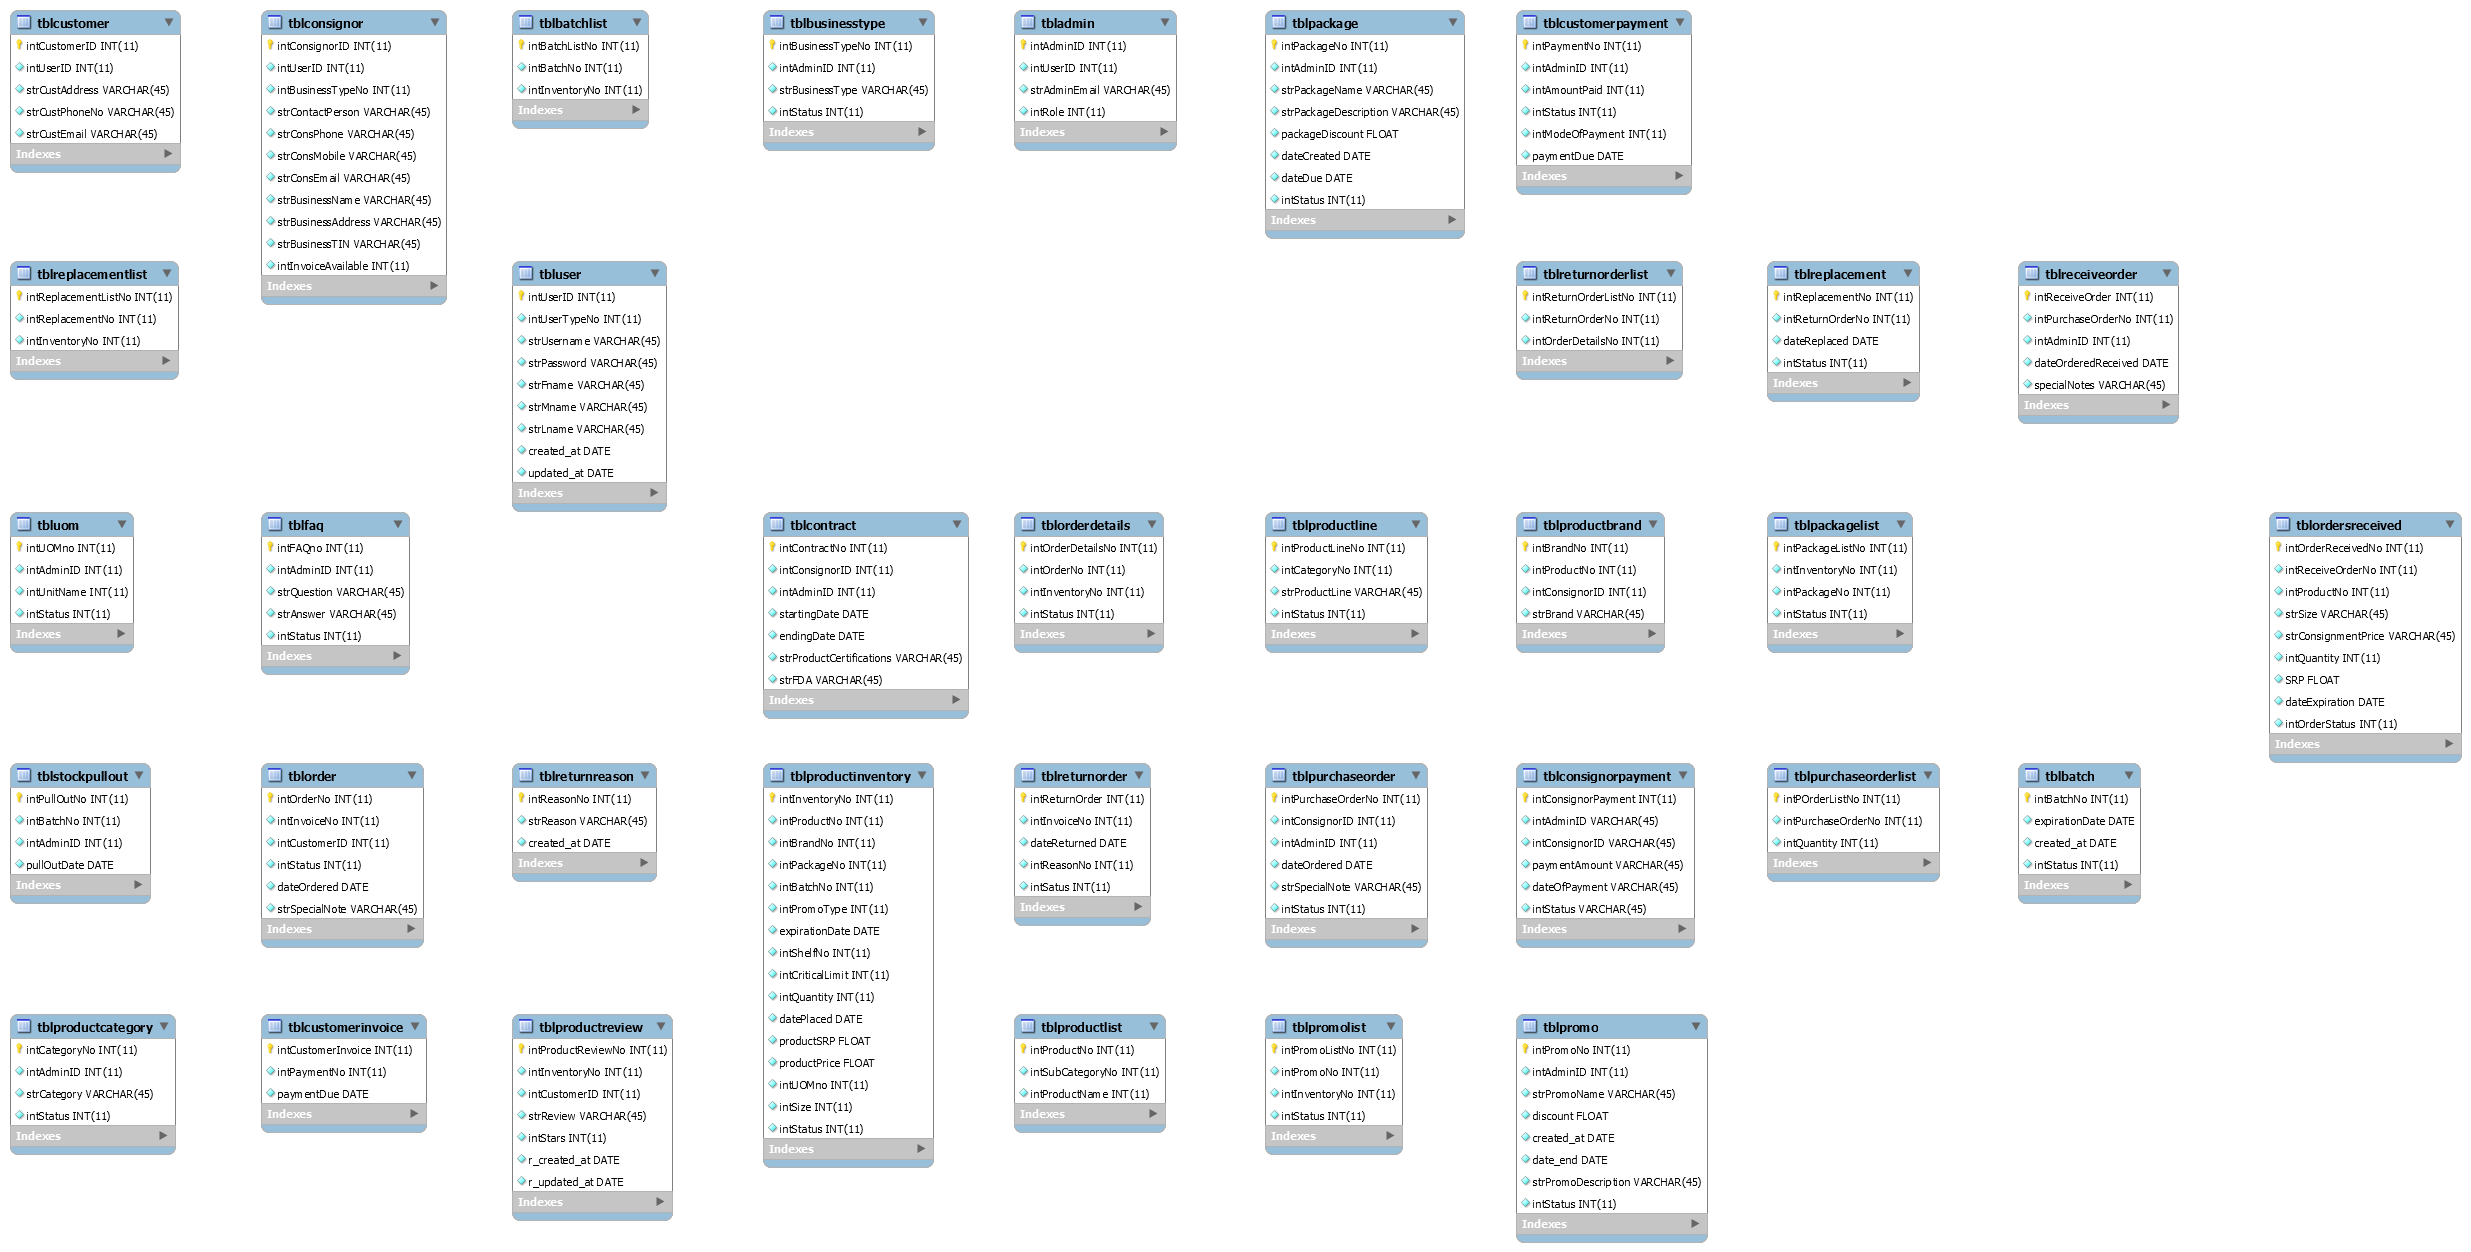 tblcustomer
intCustomerID INT(11)
intUserID INT(11)
strCustAddress VARCHAR(45)
strCustPhoneNo VARCHAR(45)
strCustEmail VARCHAR(45)
Indexes
tblconsignor
intConsignorID INT(11)
intUserID INT(11)
intBusinessTypeNo INT(11)
strContactPerson VARCHAR(45)
strConsPhone VARCHAR(45)
strConsMobile VARCHAR(45)
strConsEmail VARCHAR(45)
strBusinessName VARCHAR(45)
strBusinessAddress VARCHAR(45)
strBusinessTIN VARCHAR(45)
intInvoiceAvailable INT(11)
Indexes
tblbatchlist
intBatchListNo INT(11)
intBatchNo INT(11)
intInventoryNo INT(11)
Indexes
tblbusinesstype
intBusinessTypeNo INT(11)
intAdminID INT(11)
strBusinessType VARCHAR(45)
intStatus INT(11)
Indexes
tbladmin
intAdminID INT(11)
intUserID INT(11)
strAdminEmail VARCHAR(45)
intRole INT(11)
Indexes
tblpackage
intPackageNo INT(11)
intAdminID INT(11)
strPackageName VARCHAR(45)
strPackageDescription VARCHAR(45)
packageDiscount FLOAT
dateCreated DATE
dateDue DATE
intStatus INT(11)
Indexes
tblcustomerpayment
intPaymentNo INT(11)
intAdminID INT(11)
intAmountPaid INT(11)
intStatus INT(11)
intModeOfPayment INT(11)
paymentDue DATE
Indexes
tblreplacementlist
intReplacementListNo INT(11)
intReplacementNo INT(11)
intInventoryNo INT(11)
Indexes
tbluser
intUserID INT(11)
intUserTypeNo INT(11)
strUsername VARCHAR(45)
strPassword VARCHAR(45)
strFname VARCHAR(45)
strMname VARCHAR(45)
strLname VARCHAR(45)
created_at DATE
updated_at DATE
Indexes
tblreturnorderlist
intReturnOrderListNo INT(11)
intReturnOrderNo INT(11)
intOrderDetailsNo INT(11)
Indexes
tblreplacement
intReplacementNo INT(11)
intReturnOrderNo INT(11)
dateReplaced DATE
intStatus INT(11)
Indexes
tblreceiveorder
intReceiveOrder INT(11)
intPurchaseOrderNo INT(11)
intAdminID INT(11)
dateOrderedReceived DATE
specialNotes VARCHAR(45)
Indexes
tbluom
intUOMno INT(11)
intAdminID INT(11)
intUnitName INT(11)
intStatus INT(11)
Indexes
tblfaq
intFAQno INT(11)
intAdminID INT(11)
strQuestion VARCHAR(45)
strAnswer VARCHAR(45)
intStatus INT(11)
Indexes
tblcontract
intContractNo INT(11)
intConsignorID INT(11)
intAdminID INT(11)
startingDate DATE
endingDate DATE
strProductCertifications VARCHAR(45)
strFDA VARCHAR(45)
Indexes
tblorderdetails
intOrderDetailsNo INT(11)
intOrderNo INT(11)
intInventoryNo INT(11)
intStatus INT(11)
Indexes
tblproductline
intProductLineNo INT(11)
intCategoryNo INT(11)
strProductLine VARCHAR(45)
intStatus INT(11)
Indexes
tblproductbrand
intBrandNo INT(11)
intProductNo INT(11)
intConsignorID INT(11)
strBrand VARCHAR(45)
Indexes
tblpackagelist
intPackageListNo INT(11)
intInventoryNo INT(11)
intPackageNo INT(11)
intStatus INT(11)
Indexes
tblordersreceived
intOrderReceivedNo INT(11)
intReceiveOrderNo INT(11)
intProductNo INT(11)
strSize VARCHAR(45)
strConsignmentPrice VARCHAR(45)
intQuantity INT(11)
SRP FLOAT
dateExpiration DATE
intOrderStatus INT(11)
Indexes
tblstockpullout
intPullOutNo INT(11)
intBatchNo INT(11)
intAdminID INT(11)
pullOutDate DATE
Indexes
tblorder
intOrderNo INT(11)
intInvoiceNo INT(11)
intCustomerID INT(11)
intStatus INT(11)
dateOrdered DATE
strSpecialNote VARCHAR(45)
Indexes
tblreturnreason
intReasonNo INT(11)
strReason VARCHAR(45)
created_at DATE
Indexes
tblproductinventory
intInventoryNo INT(11)
intProductNo INT(11)
intBrandNo INT(11)
intPackageNo INT(11)
intBatchNo INT(11)
intPromoType INT(11)
expirationDate DATE
intShelfNo INT(11)
intCriticalLimit INT(11)
intQuantity INT(11)
datePlaced DATE
productSRP FLOAT
productPrice FLOAT
intUOMno INT(11)
intSize INT(11)
intStatus INT(11)
Indexes
tblreturnorder
intReturnOrder INT(11)
intInvoiceNo INT(11)
dateReturned DATE
intReasonNo INT(11)
intSatus INT(11)
Indexes
tblpurchaseorder
intPurchaseOrderNo INT(11)
intConsignorID INT(11)
intAdminID INT(11)
dateOrdered DATE
strSpecialNote VARCHAR(45)
intStatus INT(11)
Indexes
tblconsignorpayment
intConsignorPayment INT(11)
intAdminID VARCHAR(45)
intConsignorID VARCHAR(45)
paymentAmount VARCHAR(45)
dateOfPayment VARCHAR(45)
intStatus VARCHAR(45)
Indexes
tblpurchaseorderlist
intPOrderListNo INT(11)
intPurchaseOrderNo INT(11)
intQuantity INT(11)
Indexes
tblbatch
intBatchNo INT(11)
expirationDate DATE
created_at DATE
intStatus INT(11)
Indexes
tblproductcategory
intCategoryNo INT(11)
intAdminID INT(11)
strCategory VARCHAR(45)
intStatus INT(11)
Indexes
tblcustomerinvoice
intCustomerInvoice INT(11)
intPaymentNo INT(11)
paymentDue DATE
Indexes
tblproductreview
intProductReviewNo INT(11)
intInventoryNo INT(11)
intCustomerID INT(11)
strReview VARCHAR(45)
intStars INT(11)
r_created_at DATE
r_updated_at DATE
Indexes
tblproductlist
intProductNo INT(11)
intSubCategoryNo INT(11)
intProductName INT(11)
Indexes
tblpromolist
intPromoListNo INT(11)
intPromoNo INT(11)
intInventoryNo INT(11)
intStatus INT(11)
Indexes
tblpromo
intPromoNo INT(11)
intAdminID INT(11)
strPromoName VARCHAR(45)
discount FLOAT
created_at DATE
date_end DATE
strPromoDescription VARCHAR(45)
intStatus INT(11)
Indexes